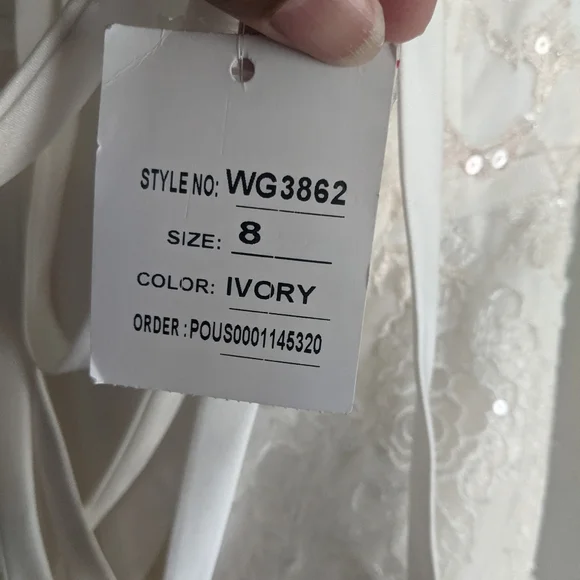 STYLE NO: WG3862
SIZE: 8
COLOR: IVORY
ORDER : POUS0001145320